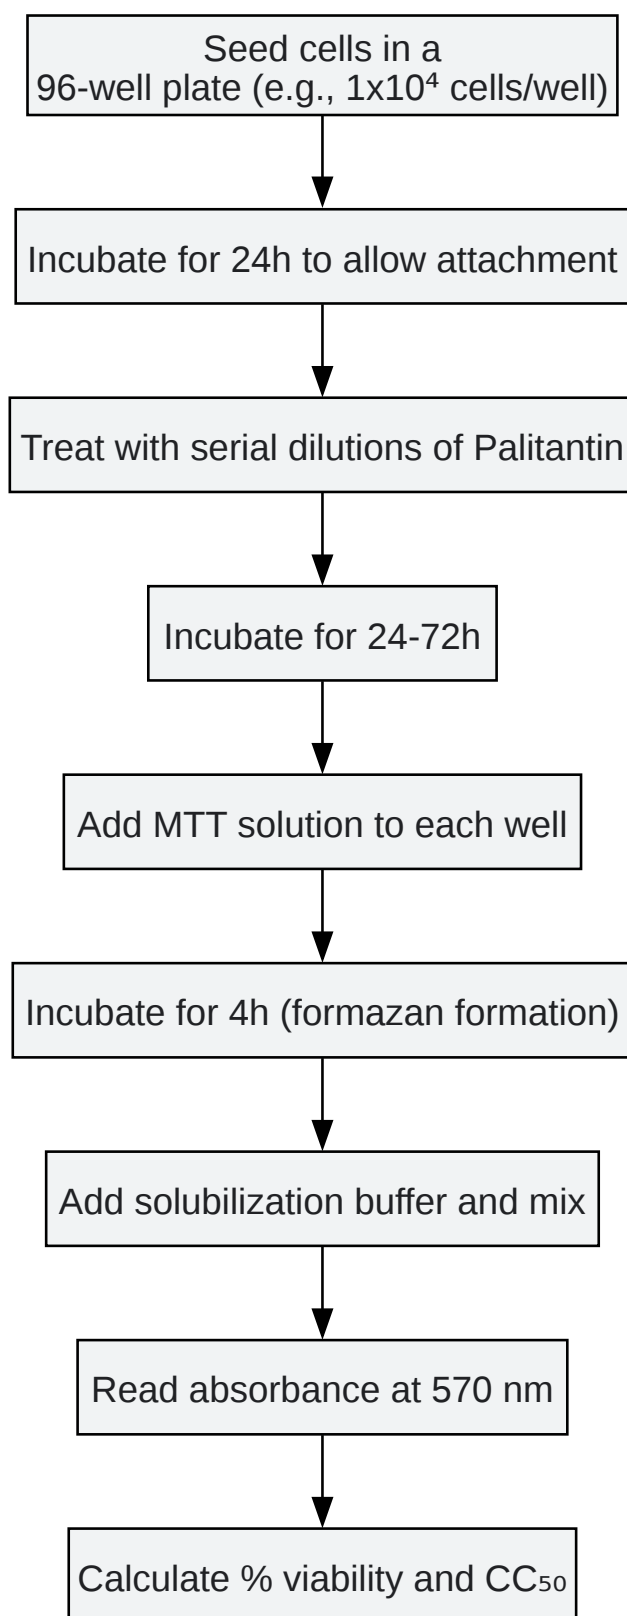 Seed cells in a
96-well plate (e.g., 1x10⁴ cells/well)
Incubate for 24h to allow attachment
Treat with serial dilutions of Palitantin
Incubate for 24-72h
Add MTT solution to each well
Incubate for 4h (formazan formation)
Add solubilization buffer and mix
Read absorbance at 570 nm
Calculate % viability and CC₅₀